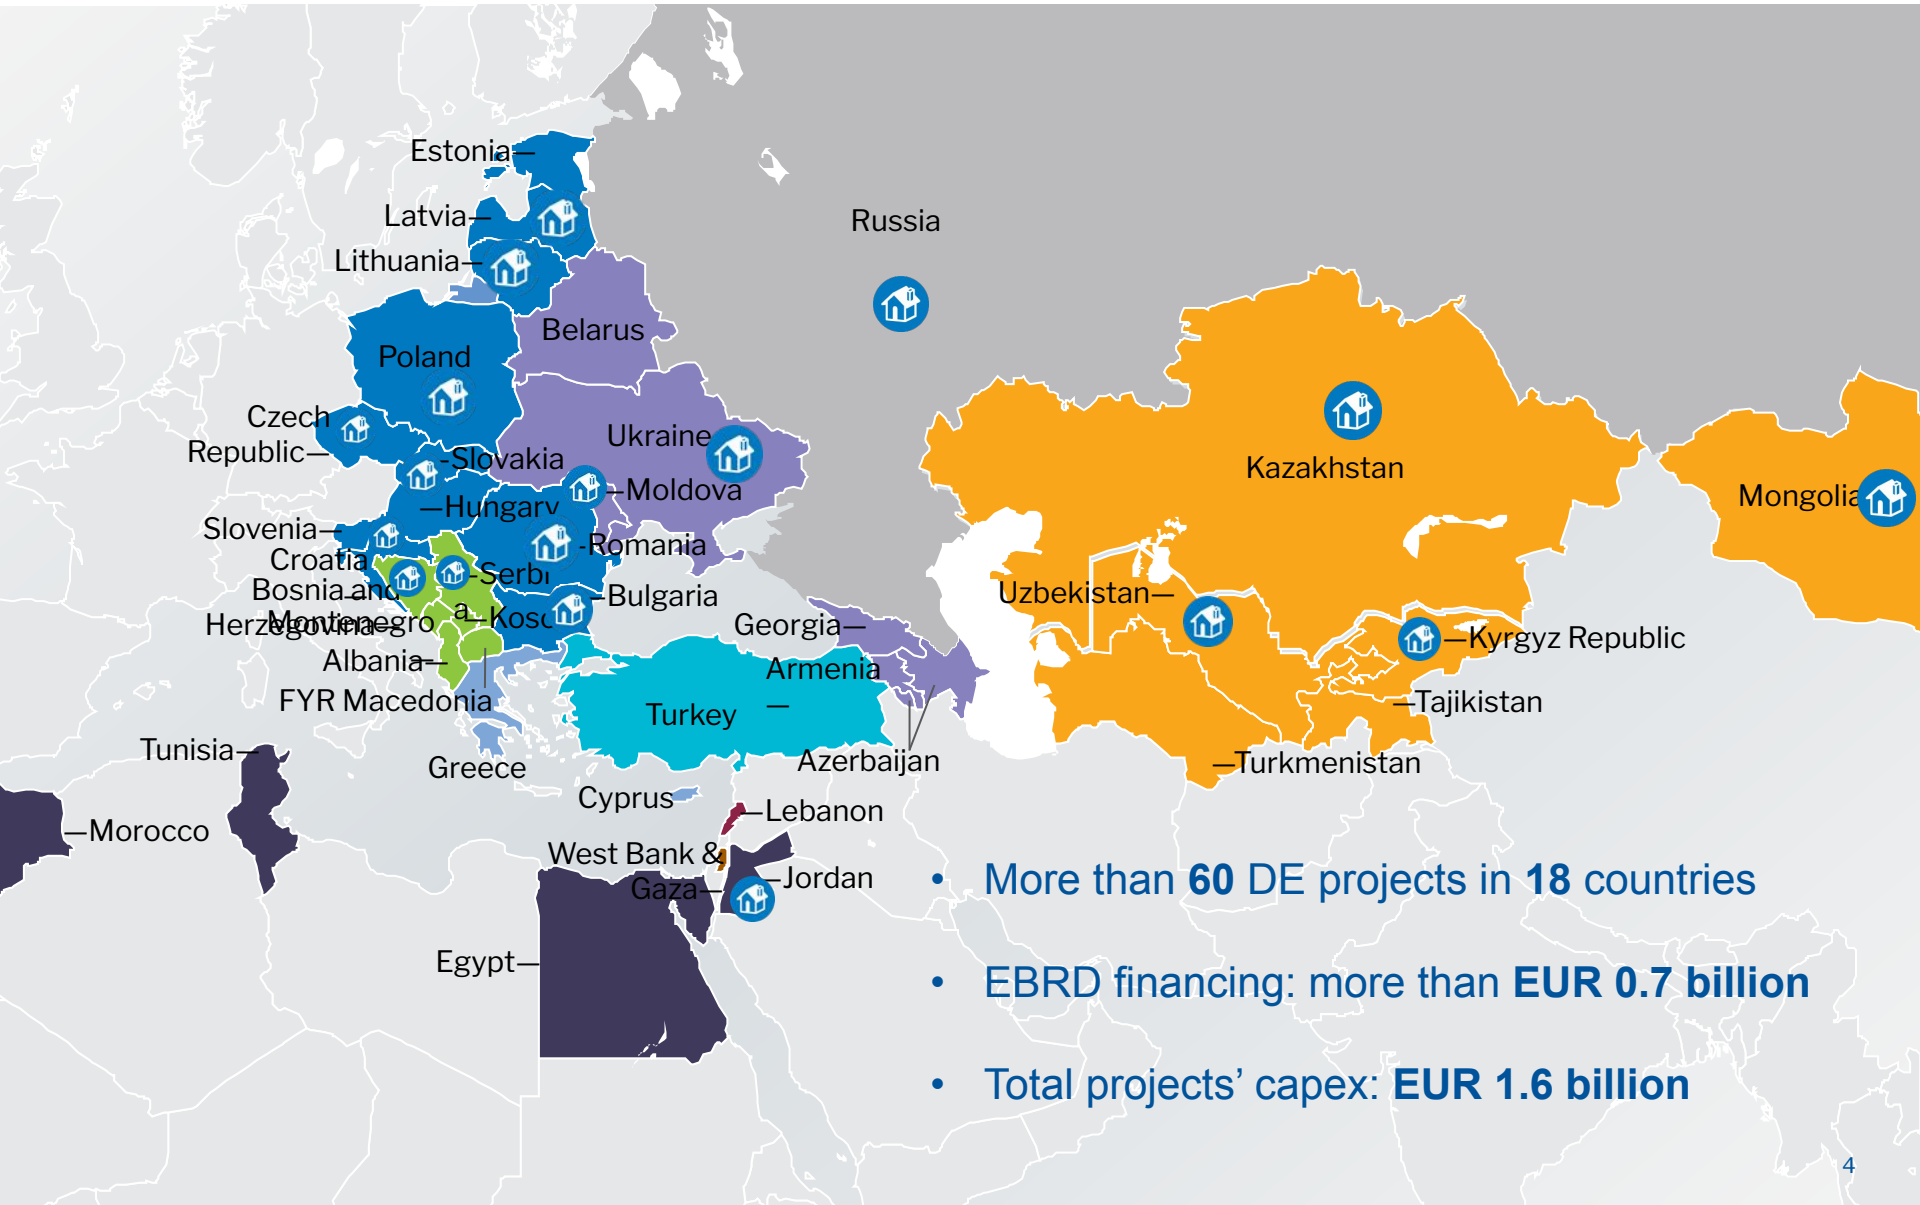 Estonia
Latvia
Lithuania
Russia
Belarus
Poland
Czech
Republic
Ukraine
Slovakia
Kazakhstan
Moldova
Mongolia
Hungary
Slovenia
Croatia
Romania
Bosnia and
Herzegovina
Serbi
a
Montenegro
Koso
Bulgaria
Uzbekistan
Georgia
Kyrgyz Republic
Albania
Armenia
FYR Macedonia
Turkey
Tajikistan
Tunisia
Greece
Azerbaijan
Turkmenistan
Cyprus
Lebanon
Morocco
West Bank &
Gaza
Jordan
Egypt
• More than 60 DE projects in 18 countries
• EBRD financing: more than EUR 0.7 billion
• Total projects’ capex: EUR 1.6 billion
4